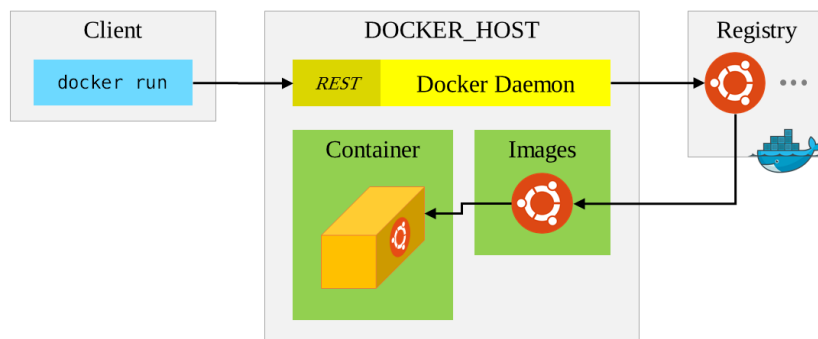 Client
docker run
DOCKER_HOST
REST
Docker Daemon
Container
Images
Registry